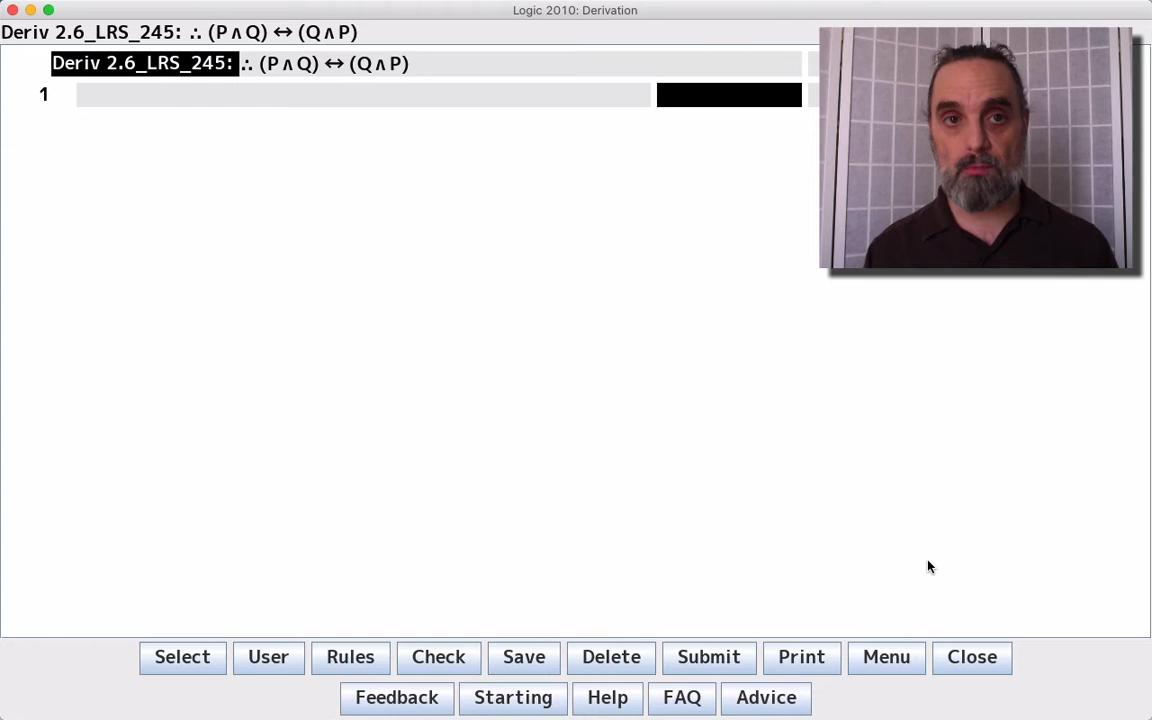 Logic 2010: Derivation
Deriv 2.6_LRS_245: ∴ (P∧Q) ↔ (Q∧P)
Deriv 2.6_LRS_245: ∴ (P∧Q) ↔ (Q∧P)
1
Select User Rules Check Save Delete Submit Print Menu Close
Feedback Starting Help FAQ Advice